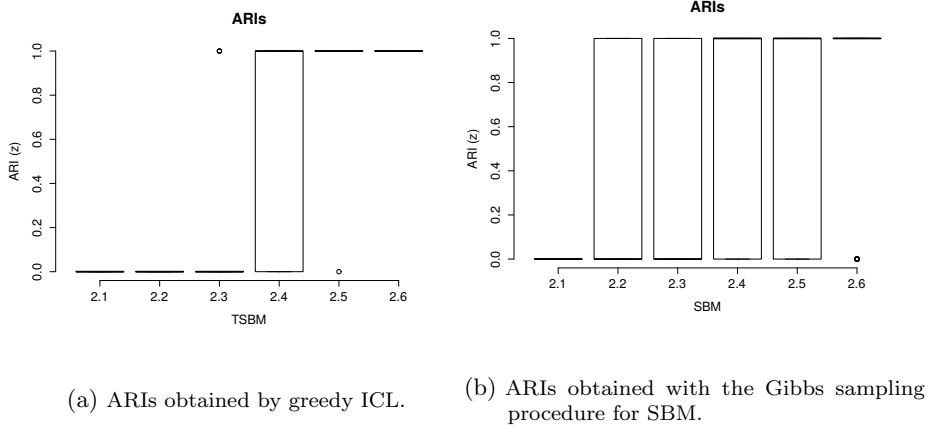 ARIs
ARI (z)
1.0
0.8
0.6
0.4
0.2
0.0
2.1 2.2 2.3 2.4 2.5 2.6
TSBM
(a) ARIs obtained by greedy ICL.
ARIs
ARI (z)
1.0
0.8
0.6
0.4
0.2
0.0
2.1 2.2 2.3 2.4 2.5 2.6
SBM
(b) ARIs obtained with the Gibbs sampling
procedure for SBM.